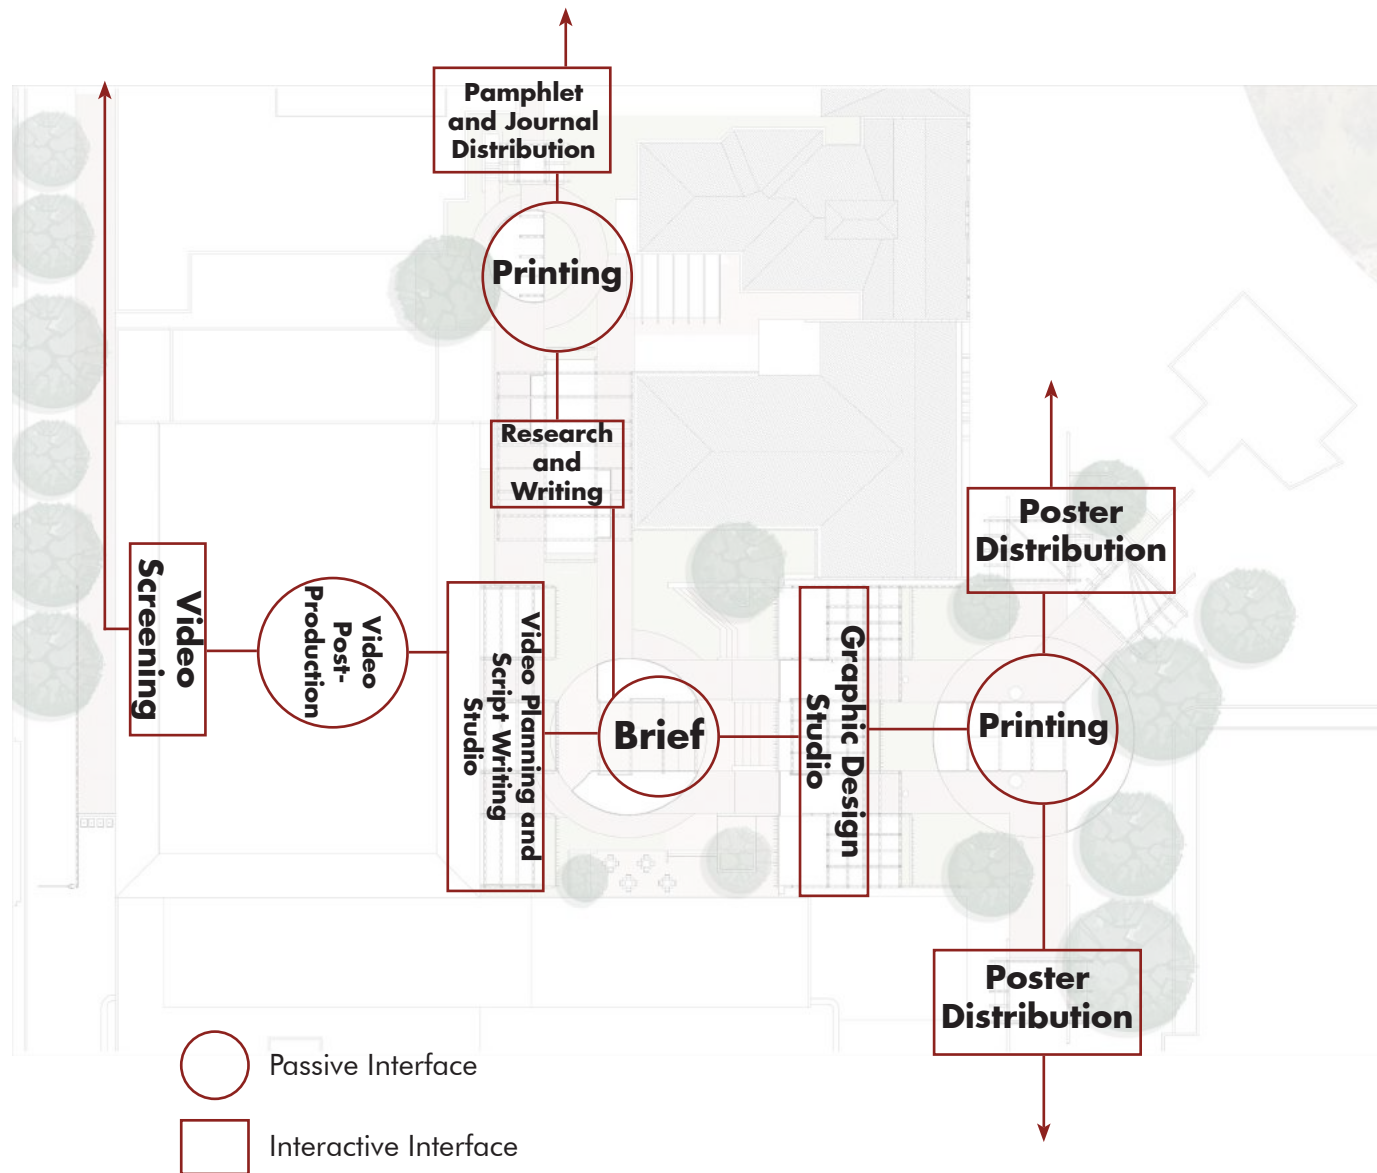 Pamphlet
and Journal
Distribution
Printing
Research
and
Writing
Poster
Distribution
Video
Screening
Video
Post-
Production
Video Planning and
Script Writing
Studio
Brief
Graphic Design
Studio
Printing
Poster
Distribution
Passive Interface
Interactive Interface